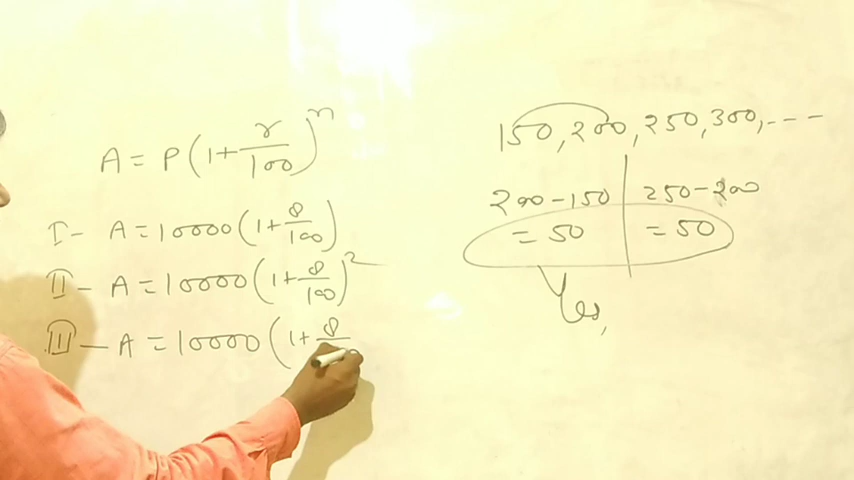 A = P(1+r/100)^n
I- A = 10000(1+8/100)
II- A = 10000(1+8/100)^2
III- A = 10000(1+8/
150, 200, 250, 300, ---
200-150 | 250-200
= 50 | = 50
Yes,